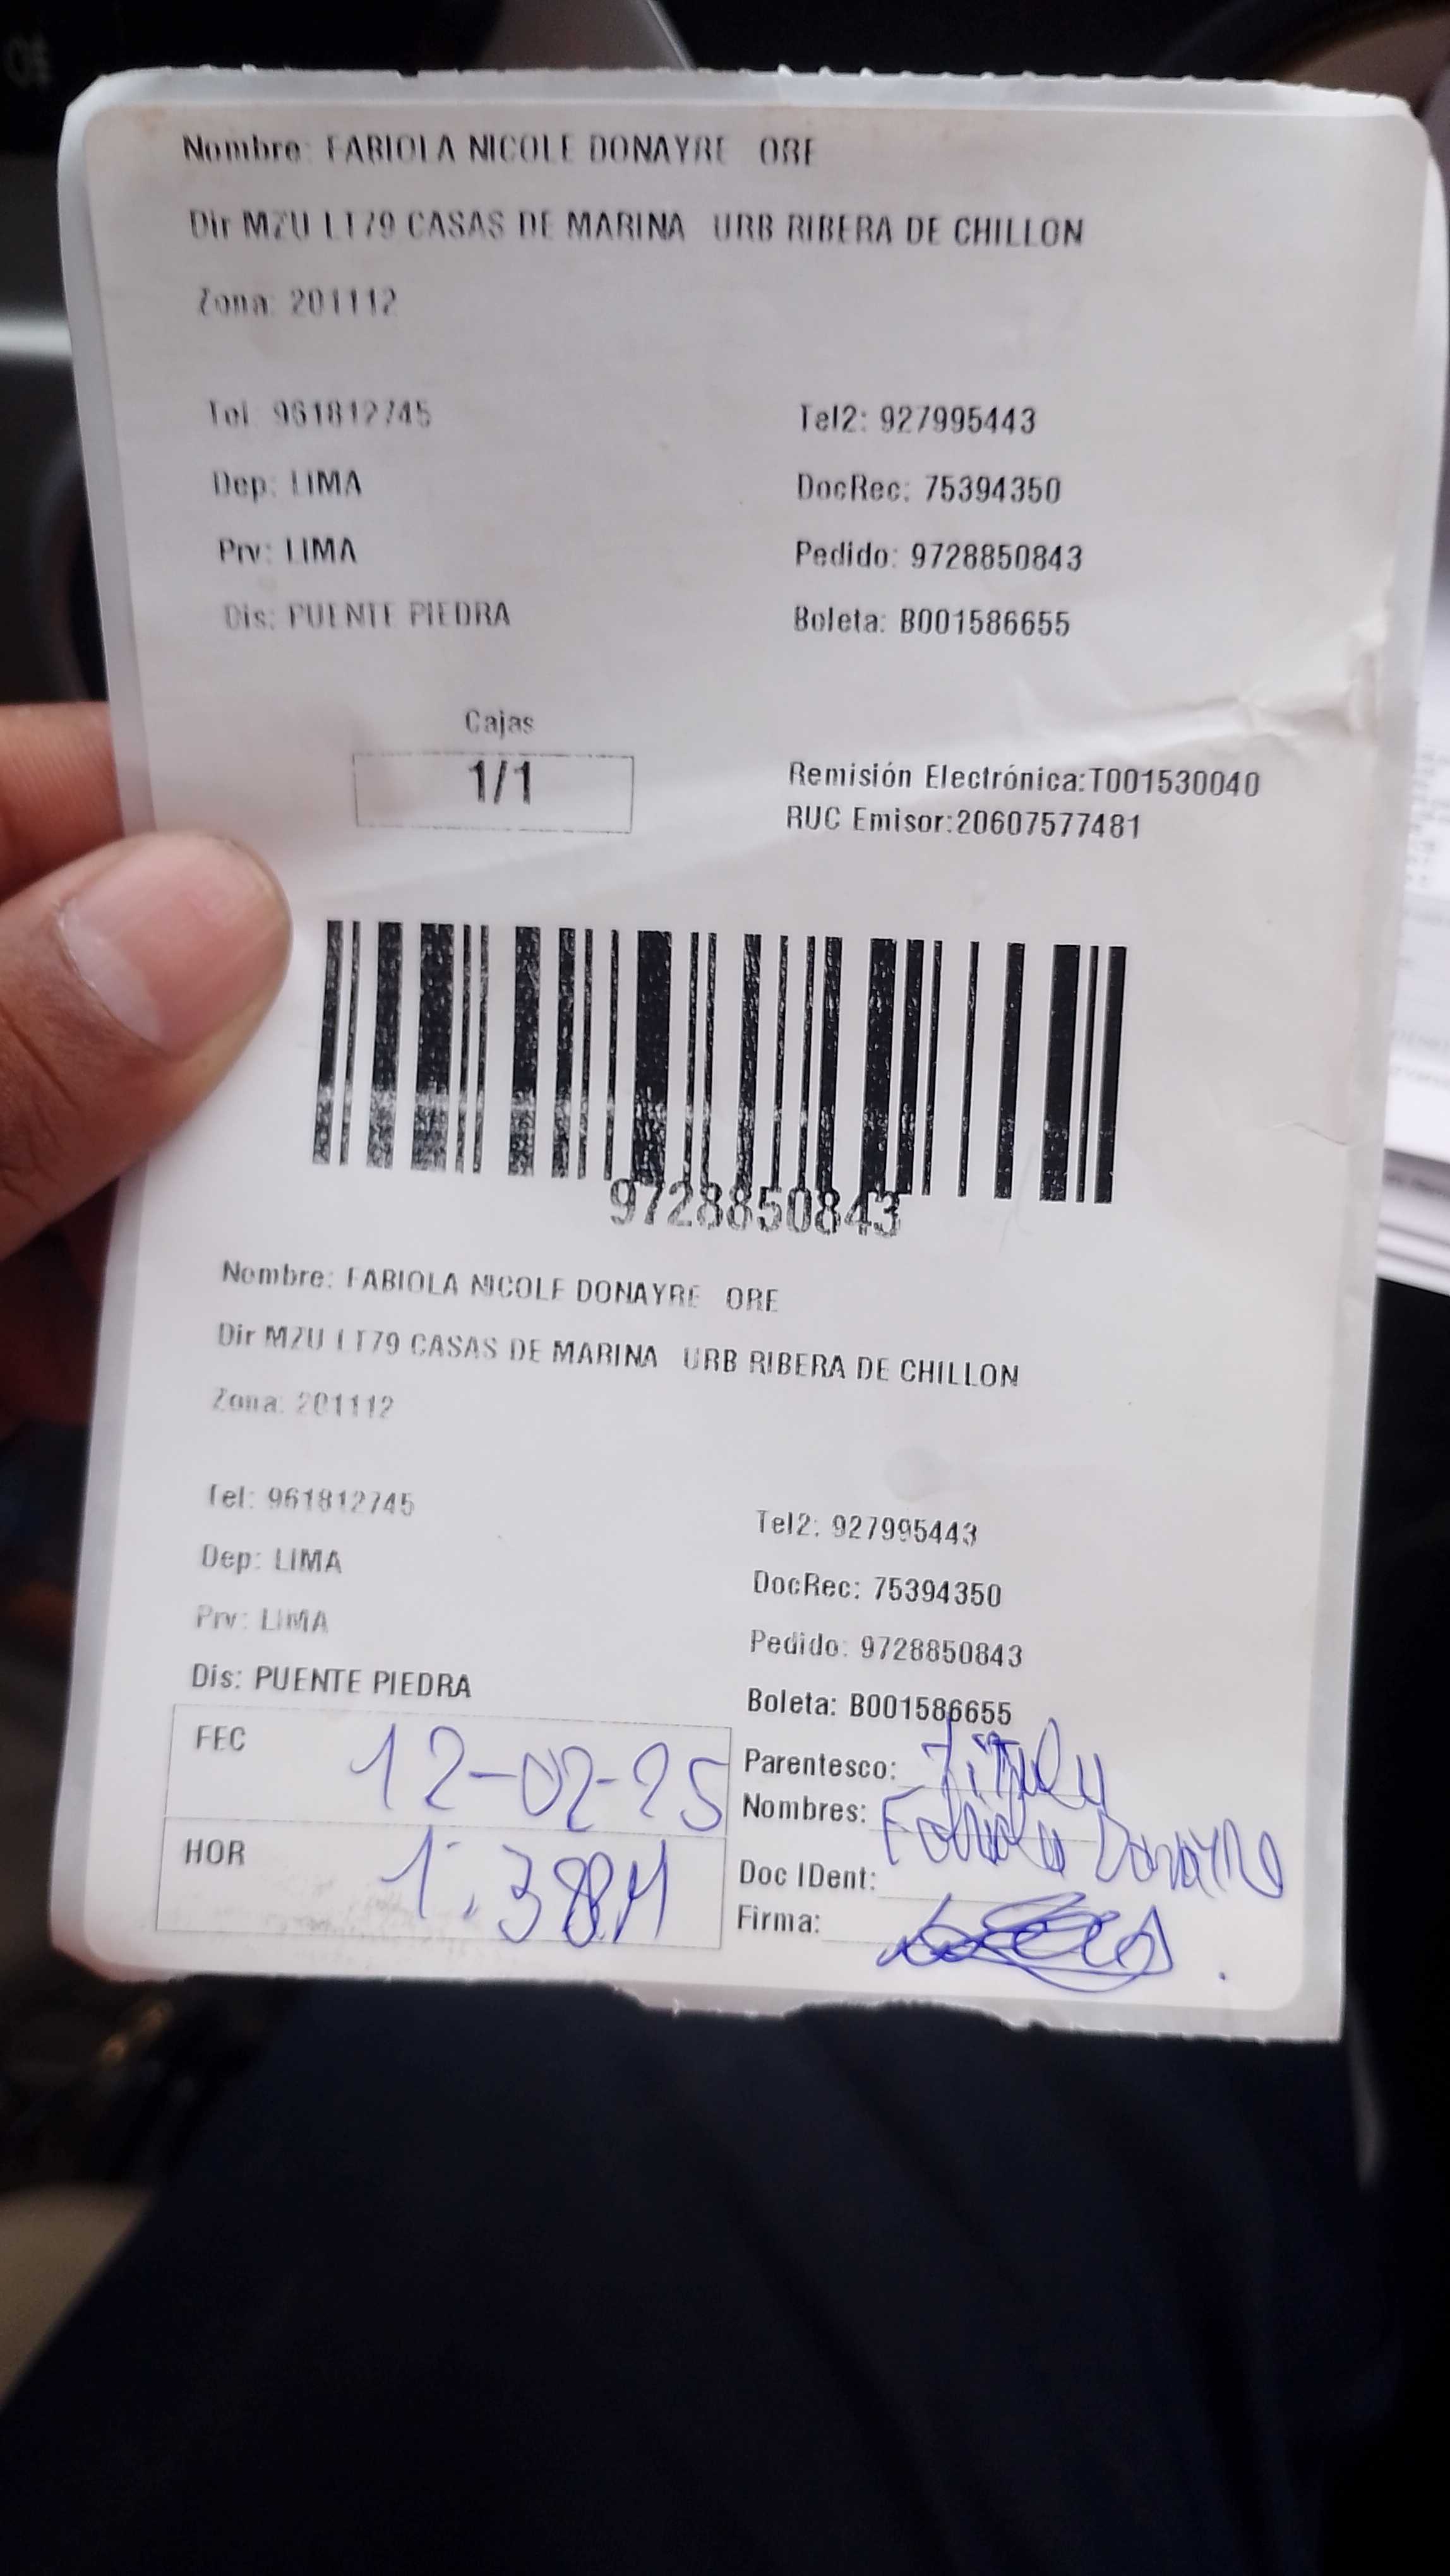 Nombre: FABIOLA NICOLE DONAYRE ORE
Dir MZU LT79 CASAS DE MARINA URB RIBERA DE CHILLON
Zona: 201112
Tel: 961812745 Tel2: 927995443
Dep: LIMA DocRec: 75394350
Prv: LIMA Pedido: 9728850843
Dis: PUENTE PIEDRA Boleta: B001586655
Cajas
1/1
Remisión Electrónica:T001530040
RUC Emisor:20607577481
9728850843
Nombre: FABIOLA NICOLE DONAYRE ORE
Dir MZU LT79 CASAS DE MARINA URB RIBERA DE CHILLON
Zona: 201112
Tel: 961812745 Tel2: 927995443
Dep: LIMA DocRec: 75394350
Prv: LIMA Pedido: 9728850843
Dis: PUENTE PIEDRA Boleta: B001586655
FEC 12-02-25 Parentesco:
Nombres: Fabiola Donayre
HOR Doc IDent:
Firma: